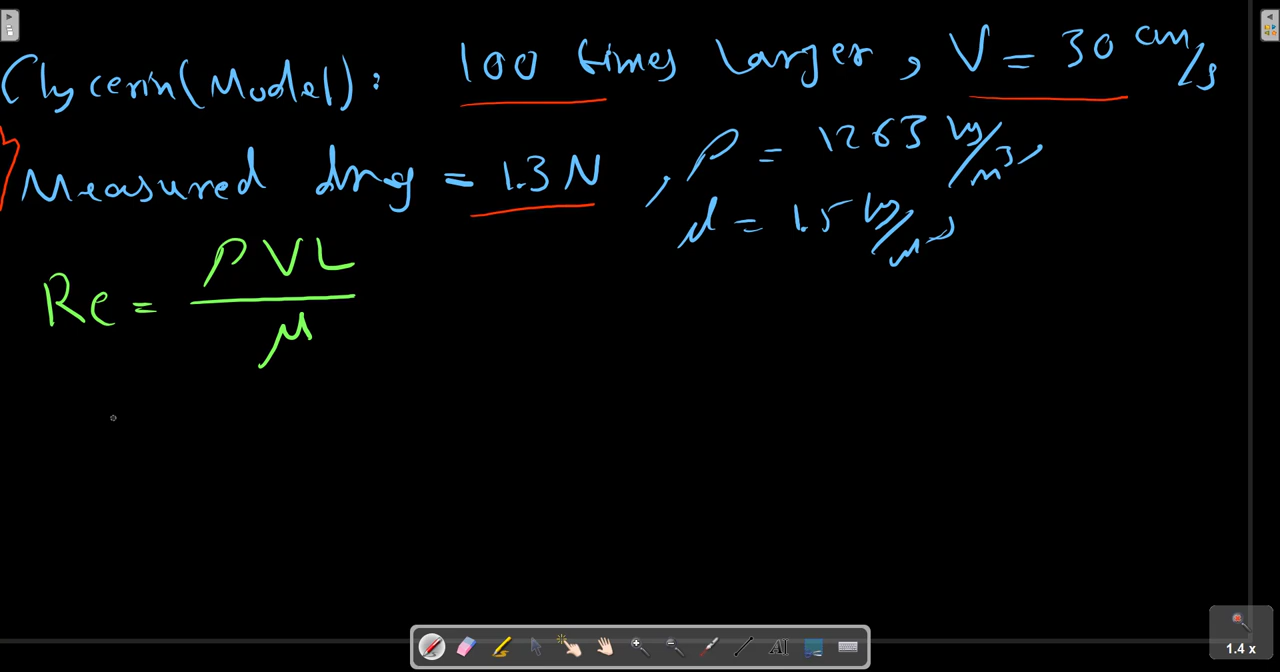 Glycerin (Model): 100 times larger, V = 30 cm/s
Measured drag = 1.3 N, ρ = 1263 kg/m³,
μ = 1.5 kg/m-s
Re = ρVL/μ
1.4 x